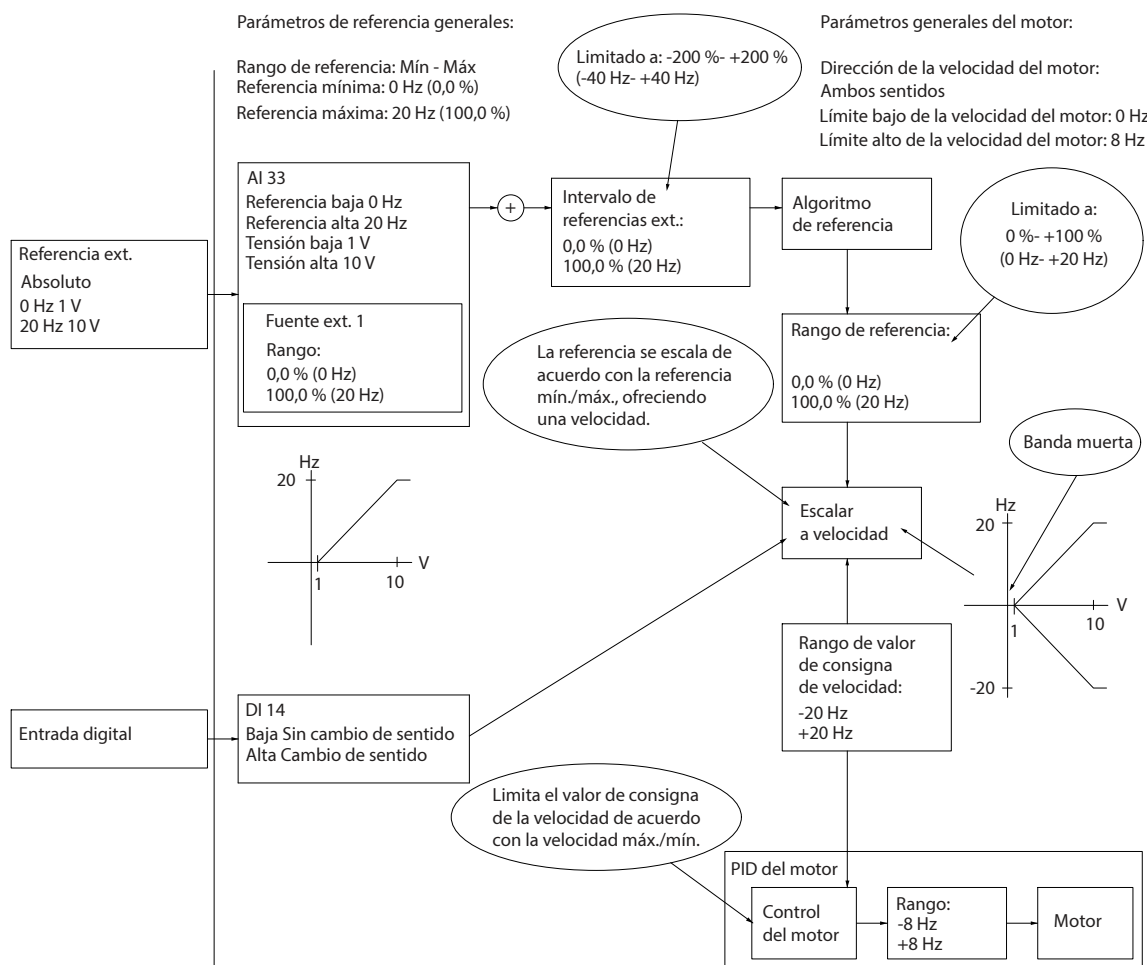 Parámetros de referencia generales:
Rango de referencia: Mín - Máx
Referencia mínima: 0 Hz (0,0 %)
Referencia máxima: 20 Hz (100,0 %)
Limitado a: -200 %- +200 %
(-40 Hz- +40 Hz)
Parámetros generales del motor:
Dirección de la velocidad del motor:
Ambos sentidos
Límite bajo de la velocidad del motor: 0 Hz
Límite alto de la velocidad del motor: 8 Hz
Referencia ext.
Absoluto
0 Hz 1 V
20 Hz 10 V
AI 33
Referencia baja 0 Hz
Referencia alta 20 Hz
Tensión baja 1 V
Tensión alta 10 V
Fuente ext. 1
Rango:
0,0 % (0 Hz)
100,0 % (20 Hz)
+
Intervalo de
referencias ext.:
0,0 % (0 Hz)
100,0 % (20 Hz)
Algoritmo
de referencia
Limitado a:
0 %- +100 %
(0 Hz- +20 Hz)
Rango de referencia:
0,0 % (0 Hz)
100,0 % (20 Hz)
La referencia se escala de
acuerdo con la referencia
mín./máx., ofreciendo
una velocidad.
Banda muerta
Hz
20
V
1
10
Escalar
a velocidad
Hz
20
V
1
10
-20
Rango de valor
de consigna
de velocidad:
-20 Hz
+20 Hz
Entrada digital
DI 14
Baja Sin cambio de sentido
Alta Cambio de sentido
Limita el valor de consigna
de la velocidad de acuerdo
con la velocidad máx./mín.
PID del motor
Control
del motor
Rango:
-8 Hz
+8 Hz
Motor